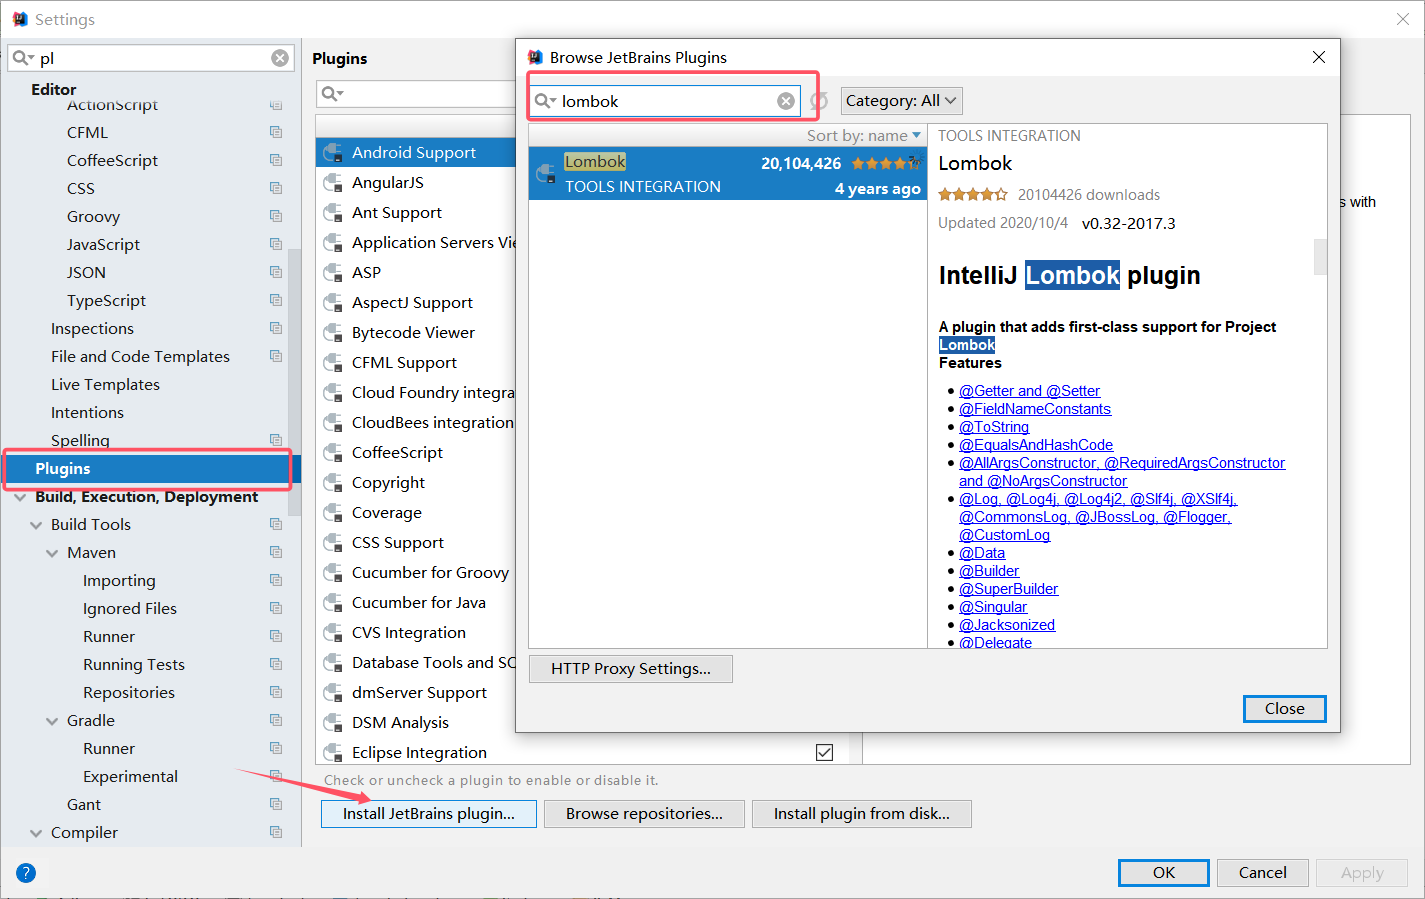 Settings
pl
Editor
ActionScript
CFML
CoffeeScript
CSS
Groovy
JavaScript
JSON
TypeScript
Inspections
File and Code Templates
Live Templates
Intentions
Spelling
Plugins
Build, Execution, Deployment
Build Tools
Maven
Importing
Ignored Files
Runner
Running Tests
Repositories
Gradle
Runner
Experimental
Gant
Compiler
Plugins
Android Support
AngularJS
Ant Support
Application Servers Vie
ASP
AspectJ Support
Bytecode Viewer
CFML Support
Cloud Foundry integra
CloudBees integration
CoffeeScript
Copyright
Coverage
CSS Support
Cucumber for Groovy
Cucumber for Java
CVS Integration
Database Tools and SQ
dmServer Support
DSM Analysis
Eclipse Integration
s with
Check or uncheck a plugin to enable or disable it.
Install JetBrains plugin...
Browse repositories...
Install plugin from disk...
Browse JetBrains Plugins
lombok
Category: All
Sort by: name
Lombok
20,104,426
TOOLS INTEGRATION
4 years ago
TOOLS INTEGRATION
Lombok
20104426 downloads
Updated 2020/10/4 v0.32-2017.3
IntelliJ Lombok plugin
A plugin that adds first-class support for Project
Lombok
Features
@Getter and @Setter
@FieldNameConstants
@ToString
@EqualsAndHashCode
@AllArgsConstructor, @RequiredArgsConstructor
and @NoArgsConstructor
@Log, @Log4j, @Log4j2, @Slf4j, @XSlf4j,
@CommonsLog, @JBossLog, @Flogger,
@CustomLog
@Data
@Builder
@SuperBuilder
@Singular
@Jacksonized
@Delegate
HTTP Proxy Settings...
Close
?
OK
Cancel
Apply